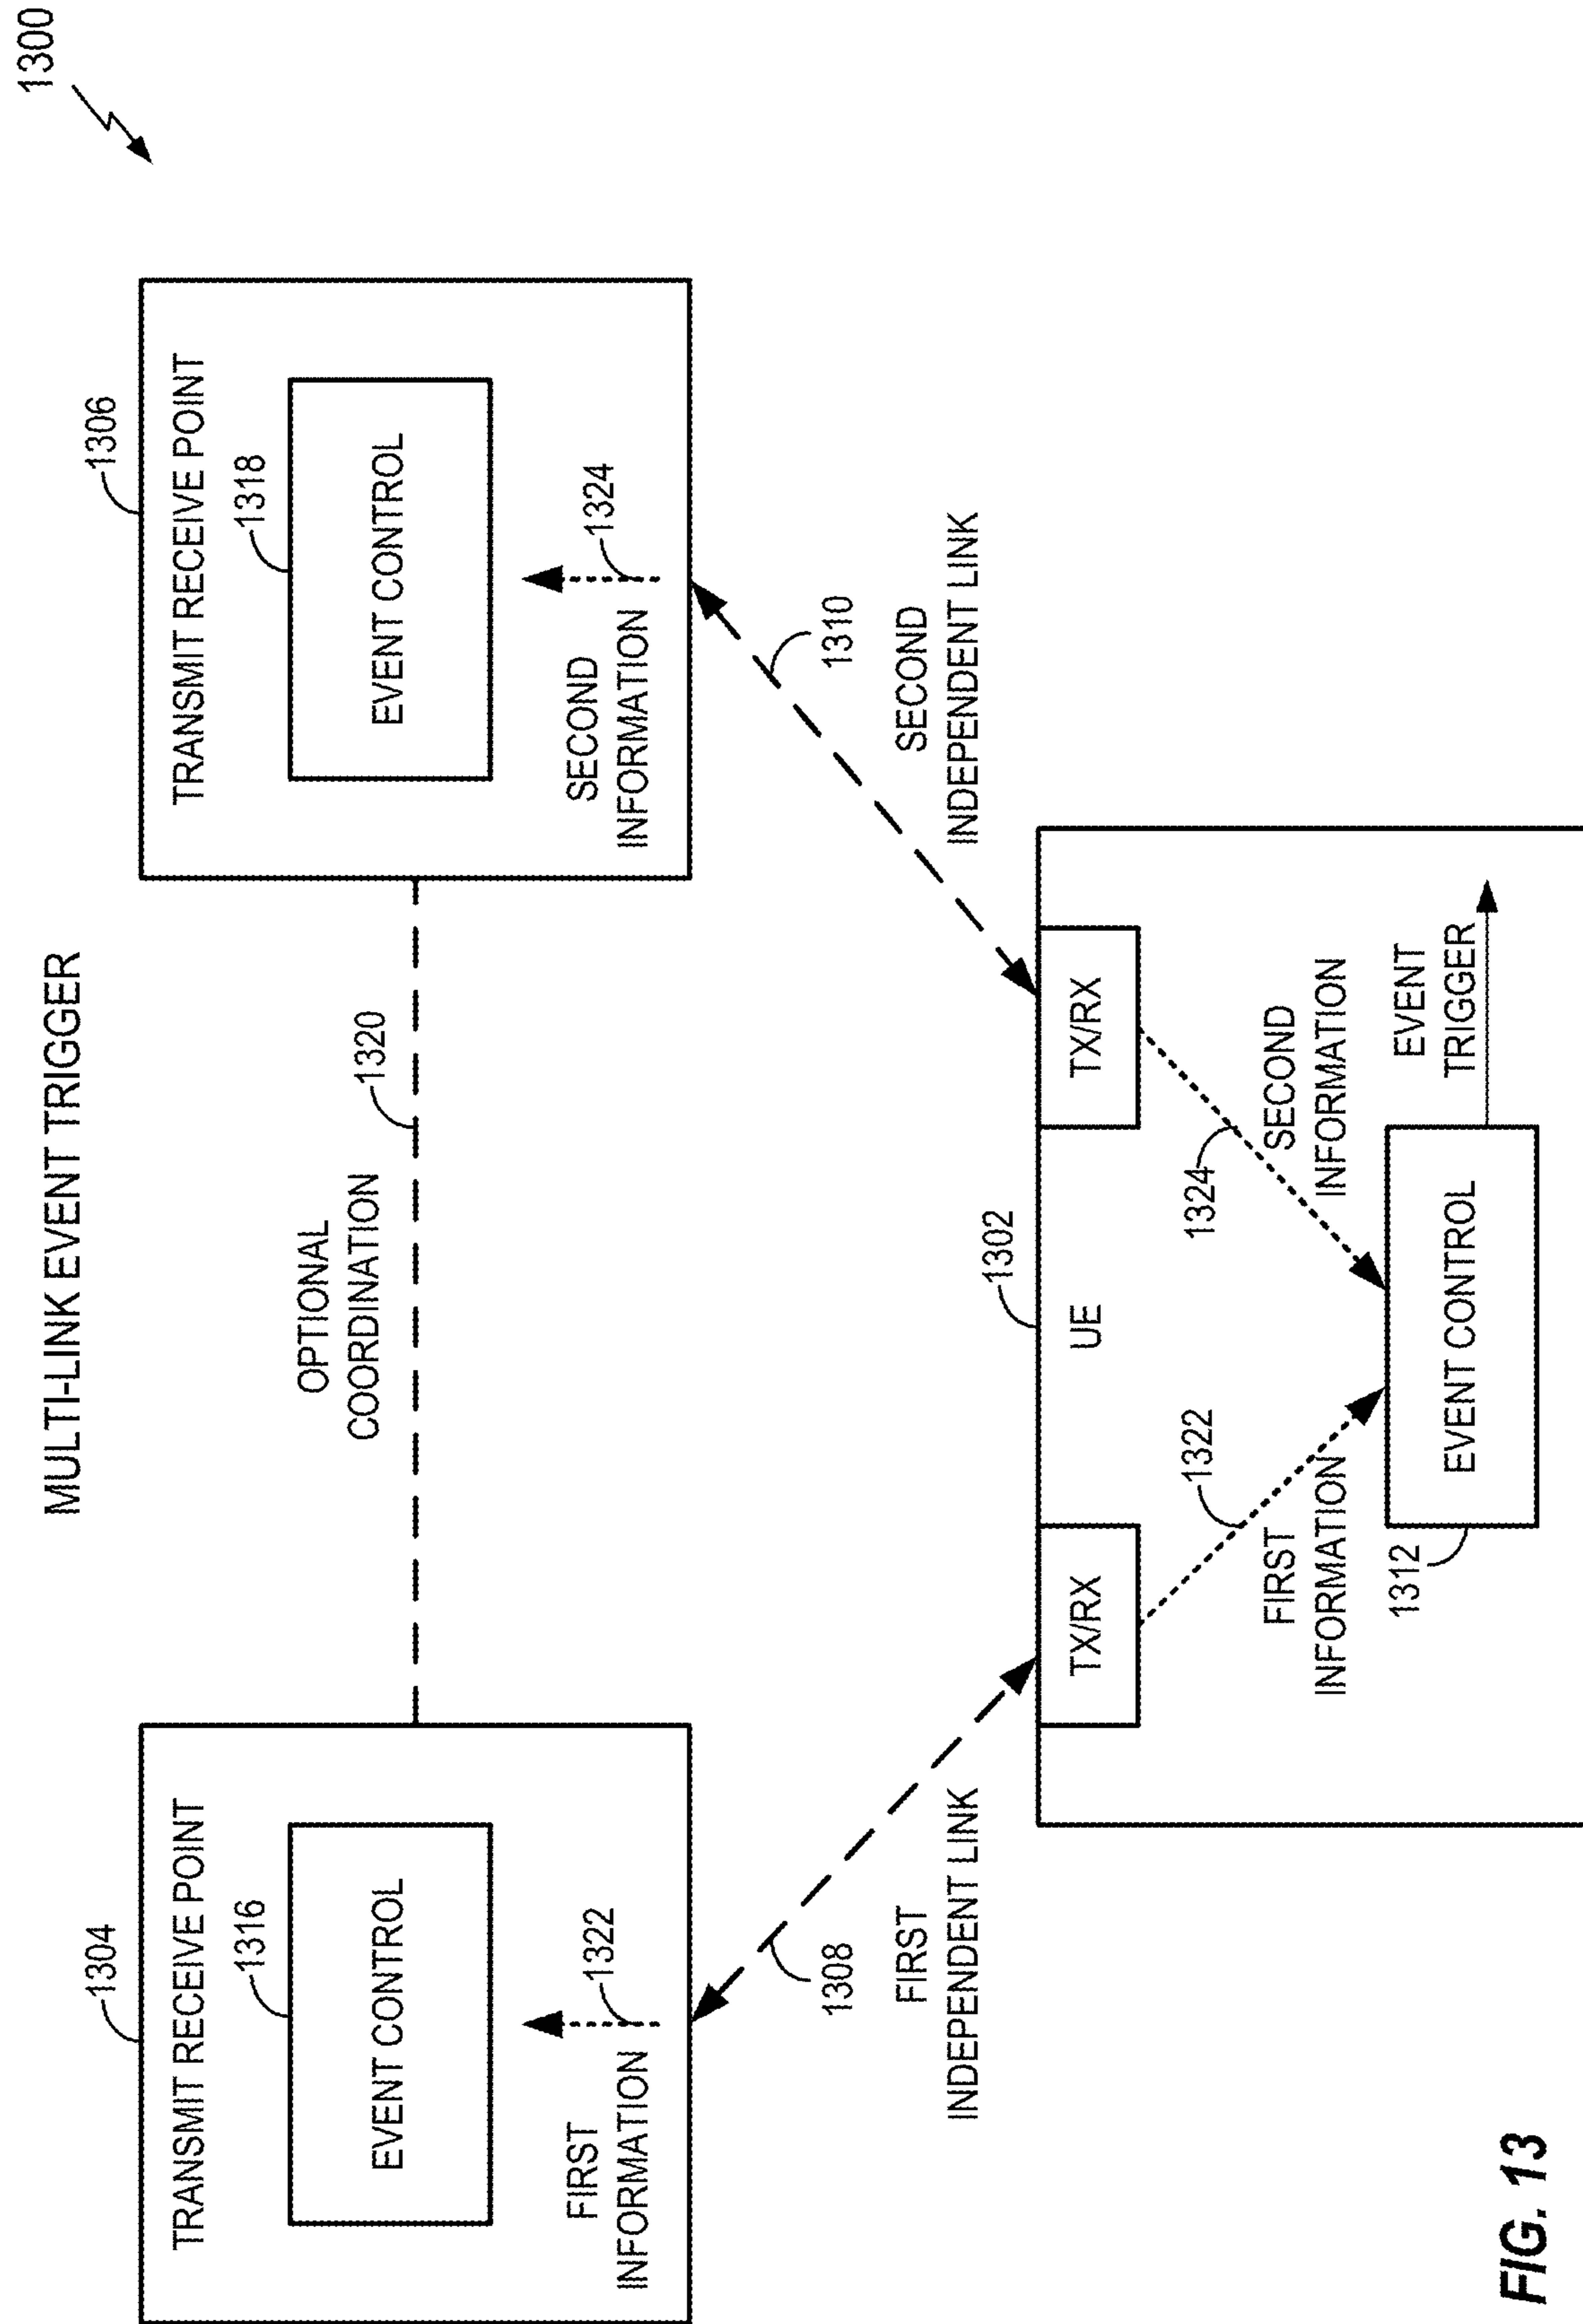 MULTI-LINK EVENT TRIGGER
1300
1304
TRANSMIT RECEIVE POINT
1316
EVENT CONTROL
FIRST
INFORMATION
1322
OPTIONAL
COORDINATION
1320
1306
TRANSMIT RECEIVE POINT
1318
EVENT CONTROL
SECOND
INFORMATION
1324
1308
FIRST
INDEPENDENT LINK
1310
SECOND
INDEPENDENT LINK
1302
TX/RX
UE
TX/RX
1322
FIRST
INFORMATION
1324
SECOND
INFORMATION
1312
EVENT CONTROL
EVENT
TRIGGER
FIG. 13